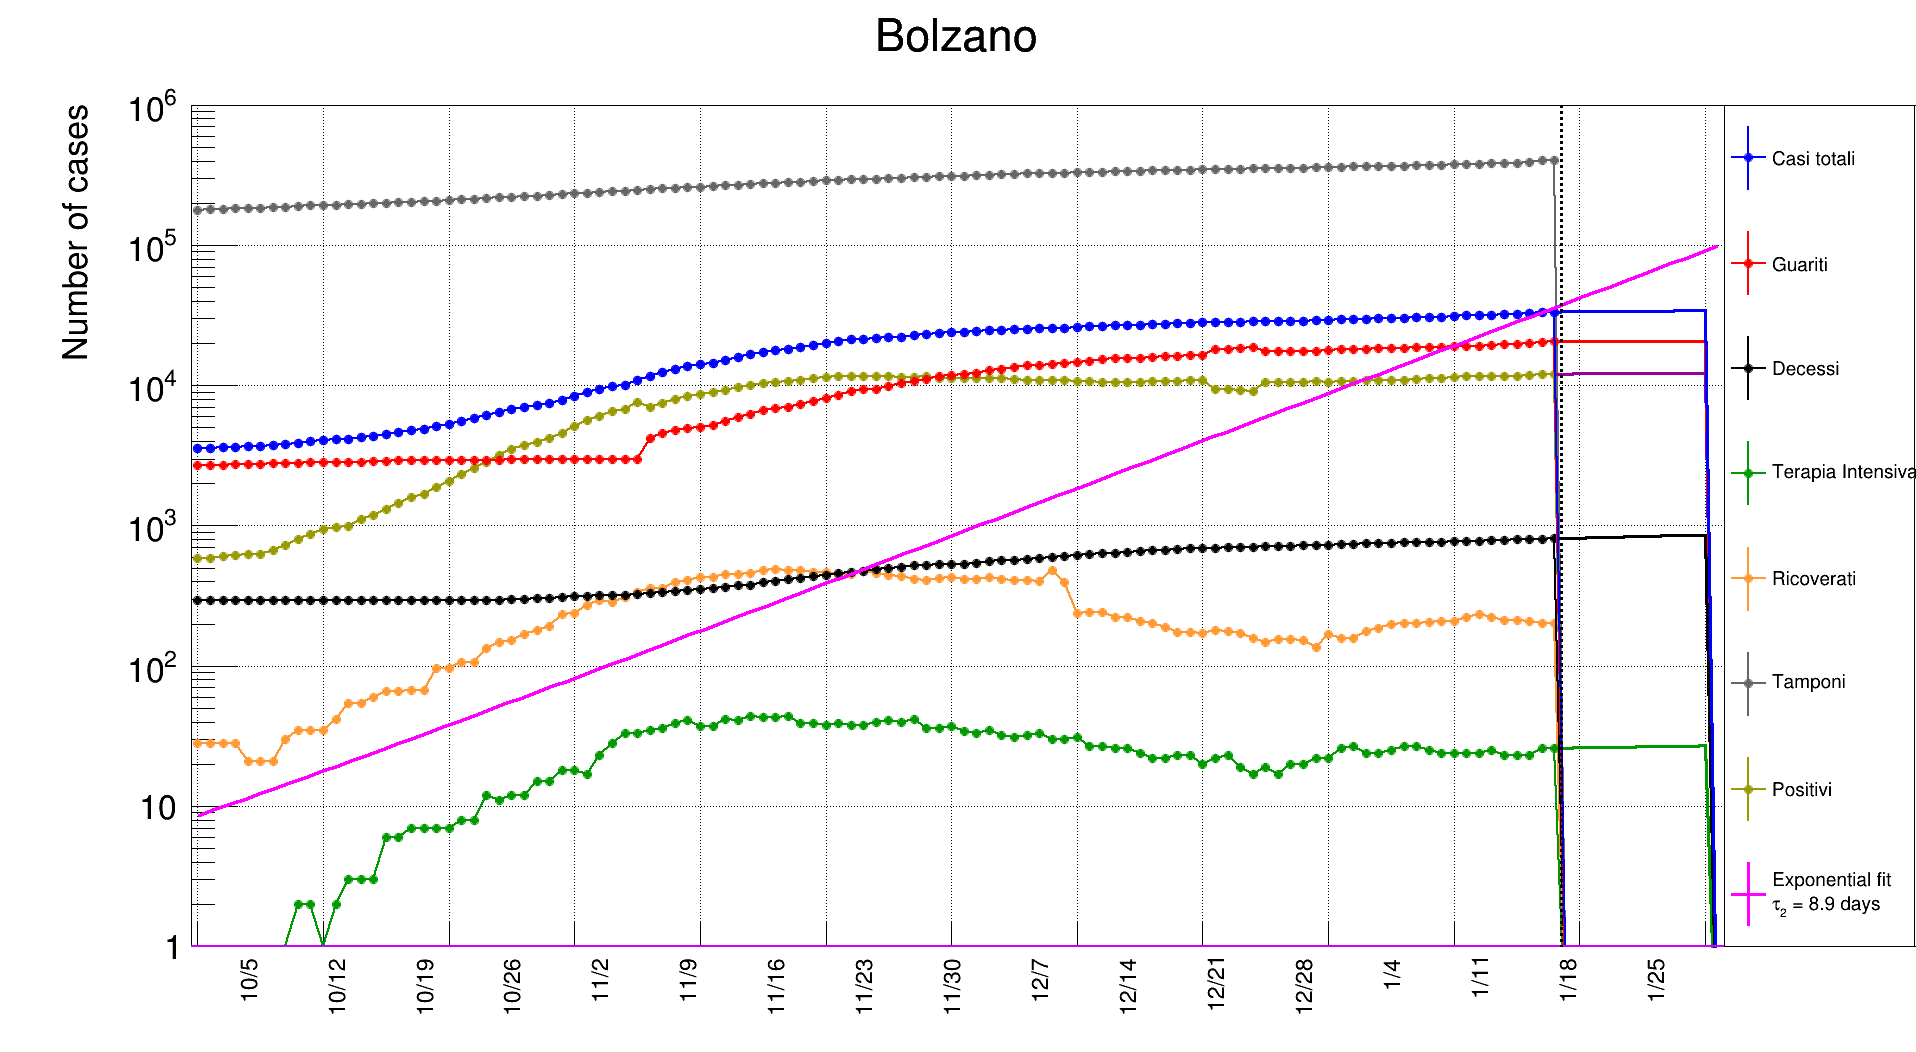 Bolzano
Number of cases
10^6
10^5
10^4
10^3
10^2
10
1
10/5
10/12
10/19
10/26
11/2
11/9
11/16
11/23
11/30
12/7
12/14
12/21
12/28
1/4
1/11
1/18
1/25
Casi totali
Guariti
Decessi
Terapia Intensiva
Ricoverati
Tamponi
Positivi
Exponential fit
τ₂ = 8.9 days